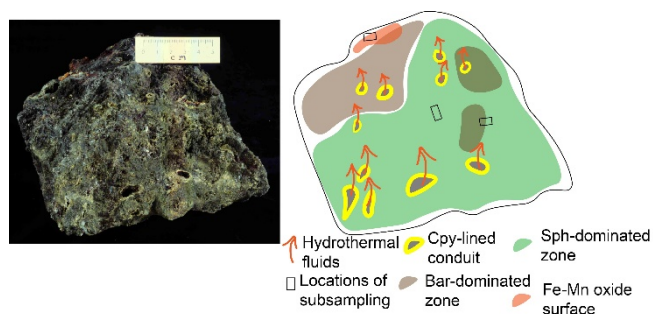 cm
Hydrothermal
fluids
Cpy-lined
conduit
Sph-dominated
zone
Locations of
subsampling
Bar-dominated
zone
Fe-Mn oxide
surface